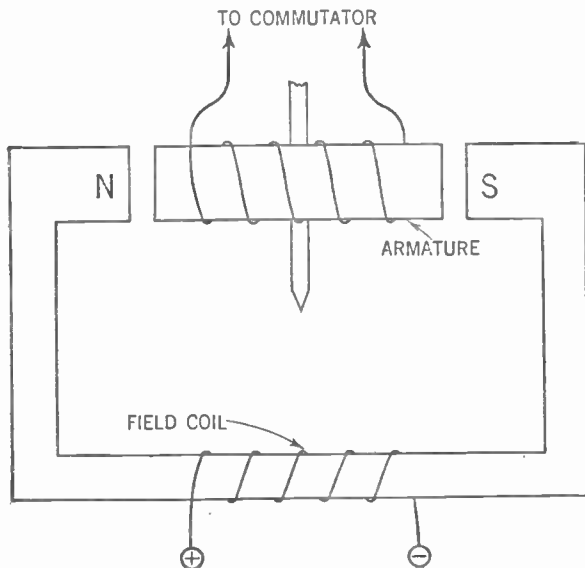 TO COMMUTATOR
N
S
ARMATURE
FIELD COIL
+
−